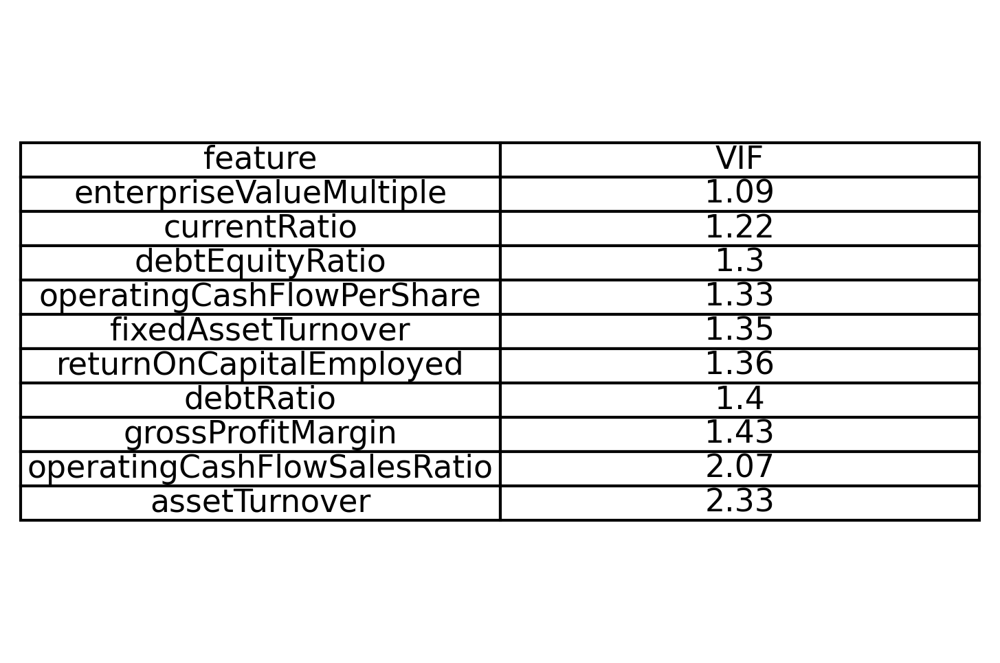 feature VIF
enterpriseValueMultiple 1.09
currentRatio 1.22
debtEquityRatio 1.3
operatingCashFlowPerShare 1.33
fixedAssetTurnover 1.35
returnOnCapitalEmployed 1.36
debtRatio 1.4
grossProfitMargin 1.43
operatingCashFlowSalesRatio 2.07
assetTurnover 2.33